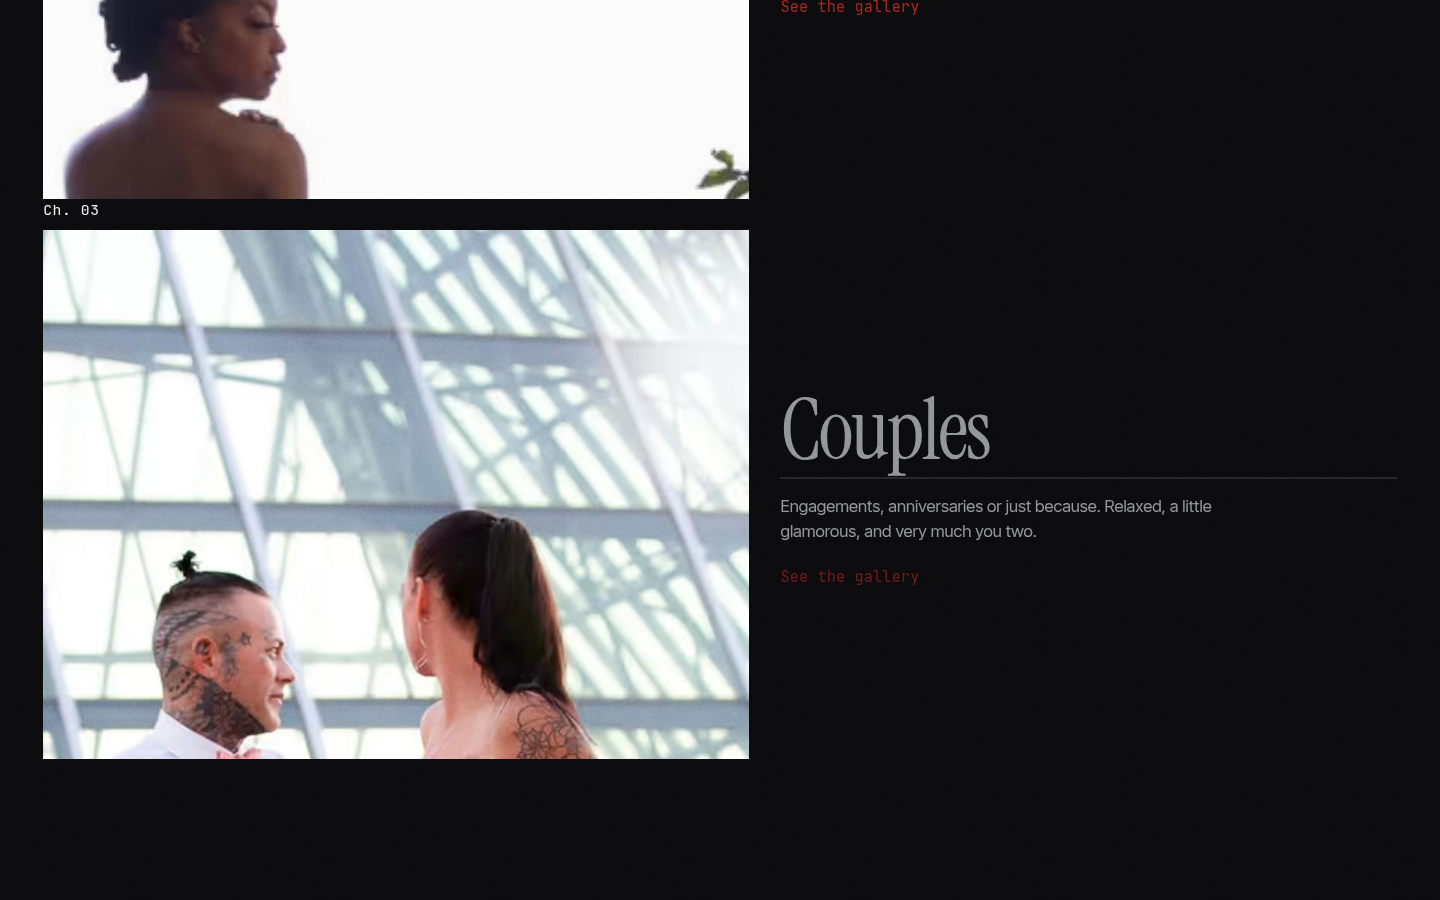 See the gallery
Ch. 03
Couples
Engagements, anniversaries or just because. Relaxed, a little
glamorous, and very much you two.
See the gallery